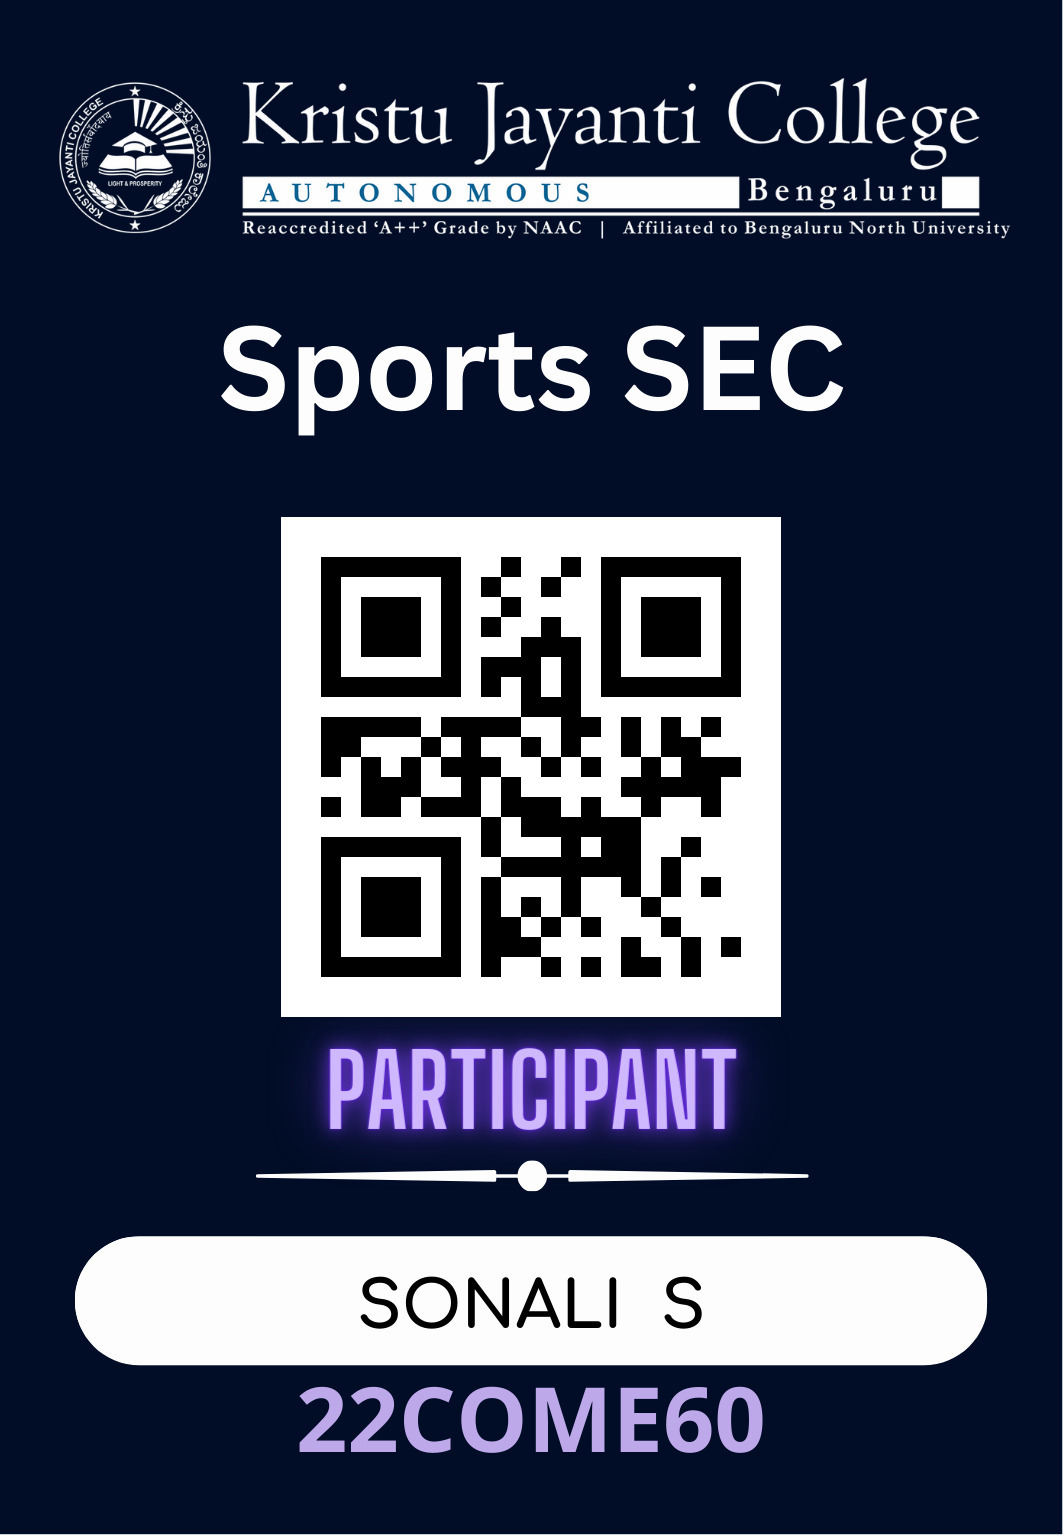 KRISTU JAYANTI COLLEGE
ಕ್ರಿಸ್ತು ಜಯಂತಿ ಕಾಲೇಜು
LIGHT & PROSPERITY
Kristu Jayanti College
AUTONOMOUS
Bengaluru
Reaccredited ‘A++’ Grade by NAAC | Affiliated to Bengaluru North University
Sports SEC
PARTICIPANT
SONALI S
22COME60